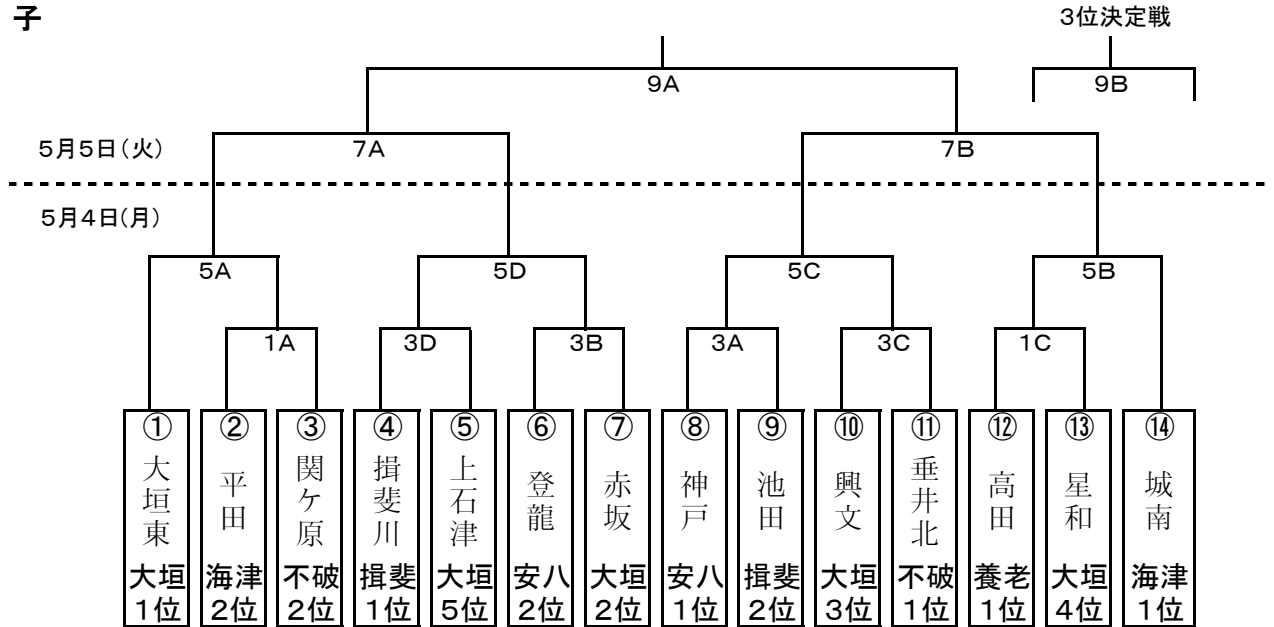 子
3位決定戦
9A
9B
5月5日(火)
7A
7B
5月4日(月)
5A
5D
5C
5B
1A
3D
3B
3A
3C
1C
① ② ③ ④ ⑤ ⑥ ⑦ ⑧ ⑨ ⑩ ⑪ ⑫ ⑬ ⑭
大垣東 平田 関ケ原 揖斐川 上石津 登龍 赤坂 神戸 池田 興文 垂井北 高田 星和 城南
大垣 海津 不破 揖斐 大垣 安八 大垣 安八 揖斐 大垣 不破 養老 大垣 海津
1位 2位 2位 1位 5位 2位 2位 1位 2位 3位 1位 1位 4位 1位